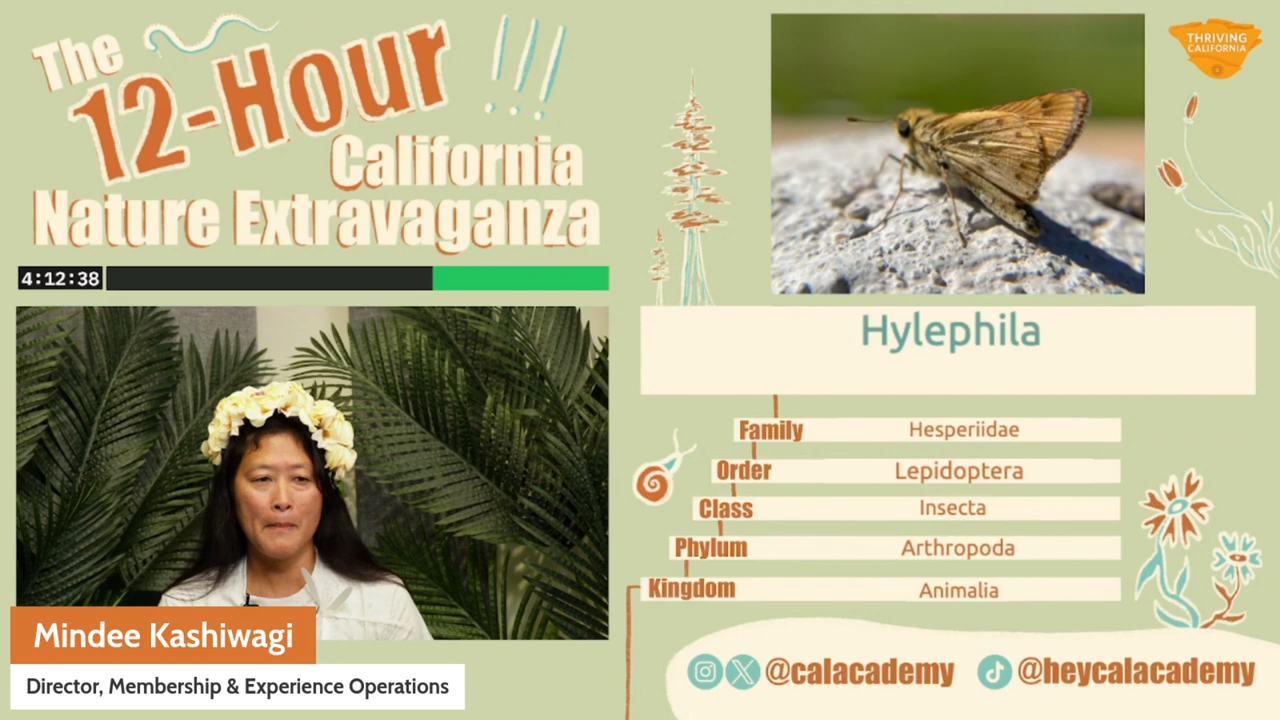 The
12-Hour!!!
California
Nature Extravaganza
4:12:38
THRIVING
CALIFORNIA
Hylephila
Family Hesperiidae
Order Lepidoptera
Class Insecta
Phylum Arthropoda
Kingdom Animalia
Mindee Kashiwagi
Director, Membership & Experience Operations
@calacademy @heycalacademy